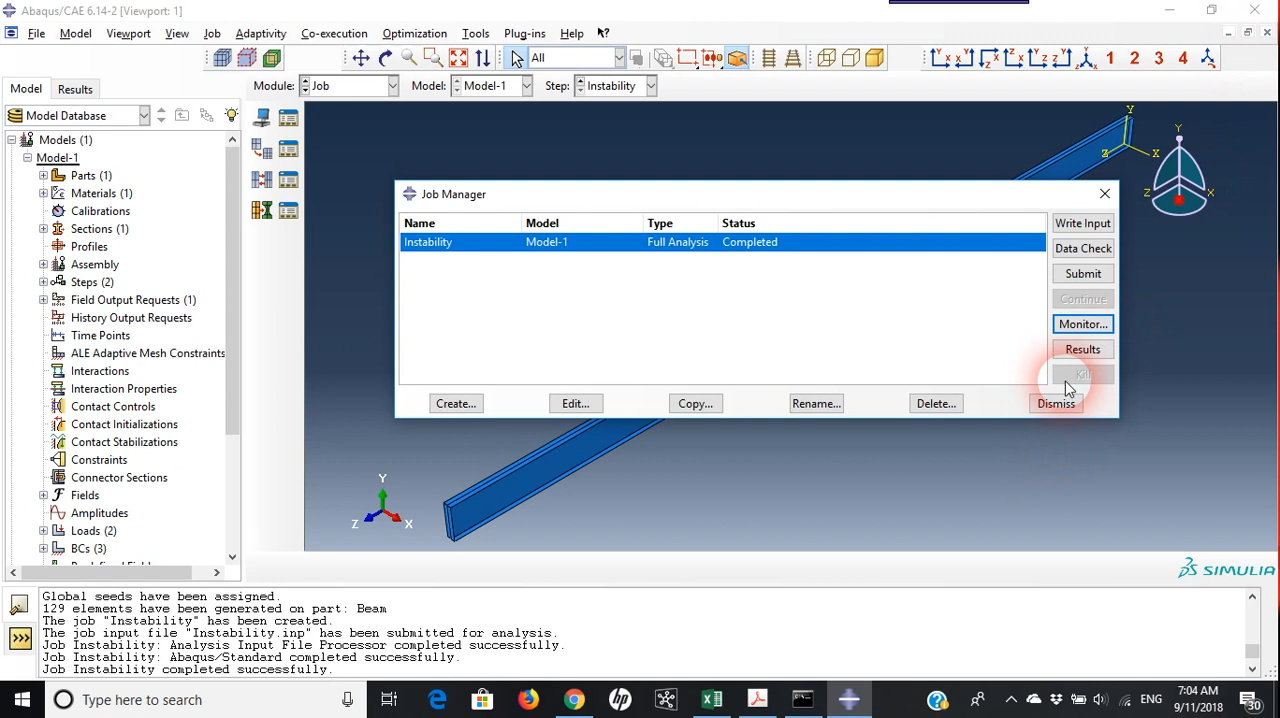 Abaqus/CAE 6.14-2 [Viewport: 1]
File Model Viewport View Job Adaptivity Co-execution Optimization Tools Plug-ins Help
All
1 2 3 4
Model Results
Module: Job Model: Model-1 Step: Instability
Model Database
Models (1)
Model-1
Parts (1)
Materials (1)
Calibrations
Sections (1)
Profiles
Assembly
Steps (2)
Field Output Requests (1)
History Output Requests
Time Points
ALE Adaptive Mesh Constraints
Interactions
Interaction Properties
Contact Controls
Contact Initializations
Contact Stabilizations
Constraints
Connector Sections
Fields
Amplitudes
Loads (2)
BCs (3)
Job Manager
Name Model Type Status
Instability Model-1 Full Analysis Completed
Write Input
Data Check
Submit
Continue
Monitor...
Results
Kill
Create... Edit... Copy... Rename... Delete... Dismiss
Y
Z X
Y
Z X
Y
Z X
SIMULIA
Global seeds have been assigned.
129 elements have been generated on part: Beam
The job "Instability" has been created.
The job input file "Instability.inp" has been submitted for analysis.
Job Instability: Analysis Input File Processor completed successfully.
Job Instability: Abaqus/Standard completed successfully.
Job Instability completed successfully.
Type here to search
ENG
7:04 AM
9/11/2018
30